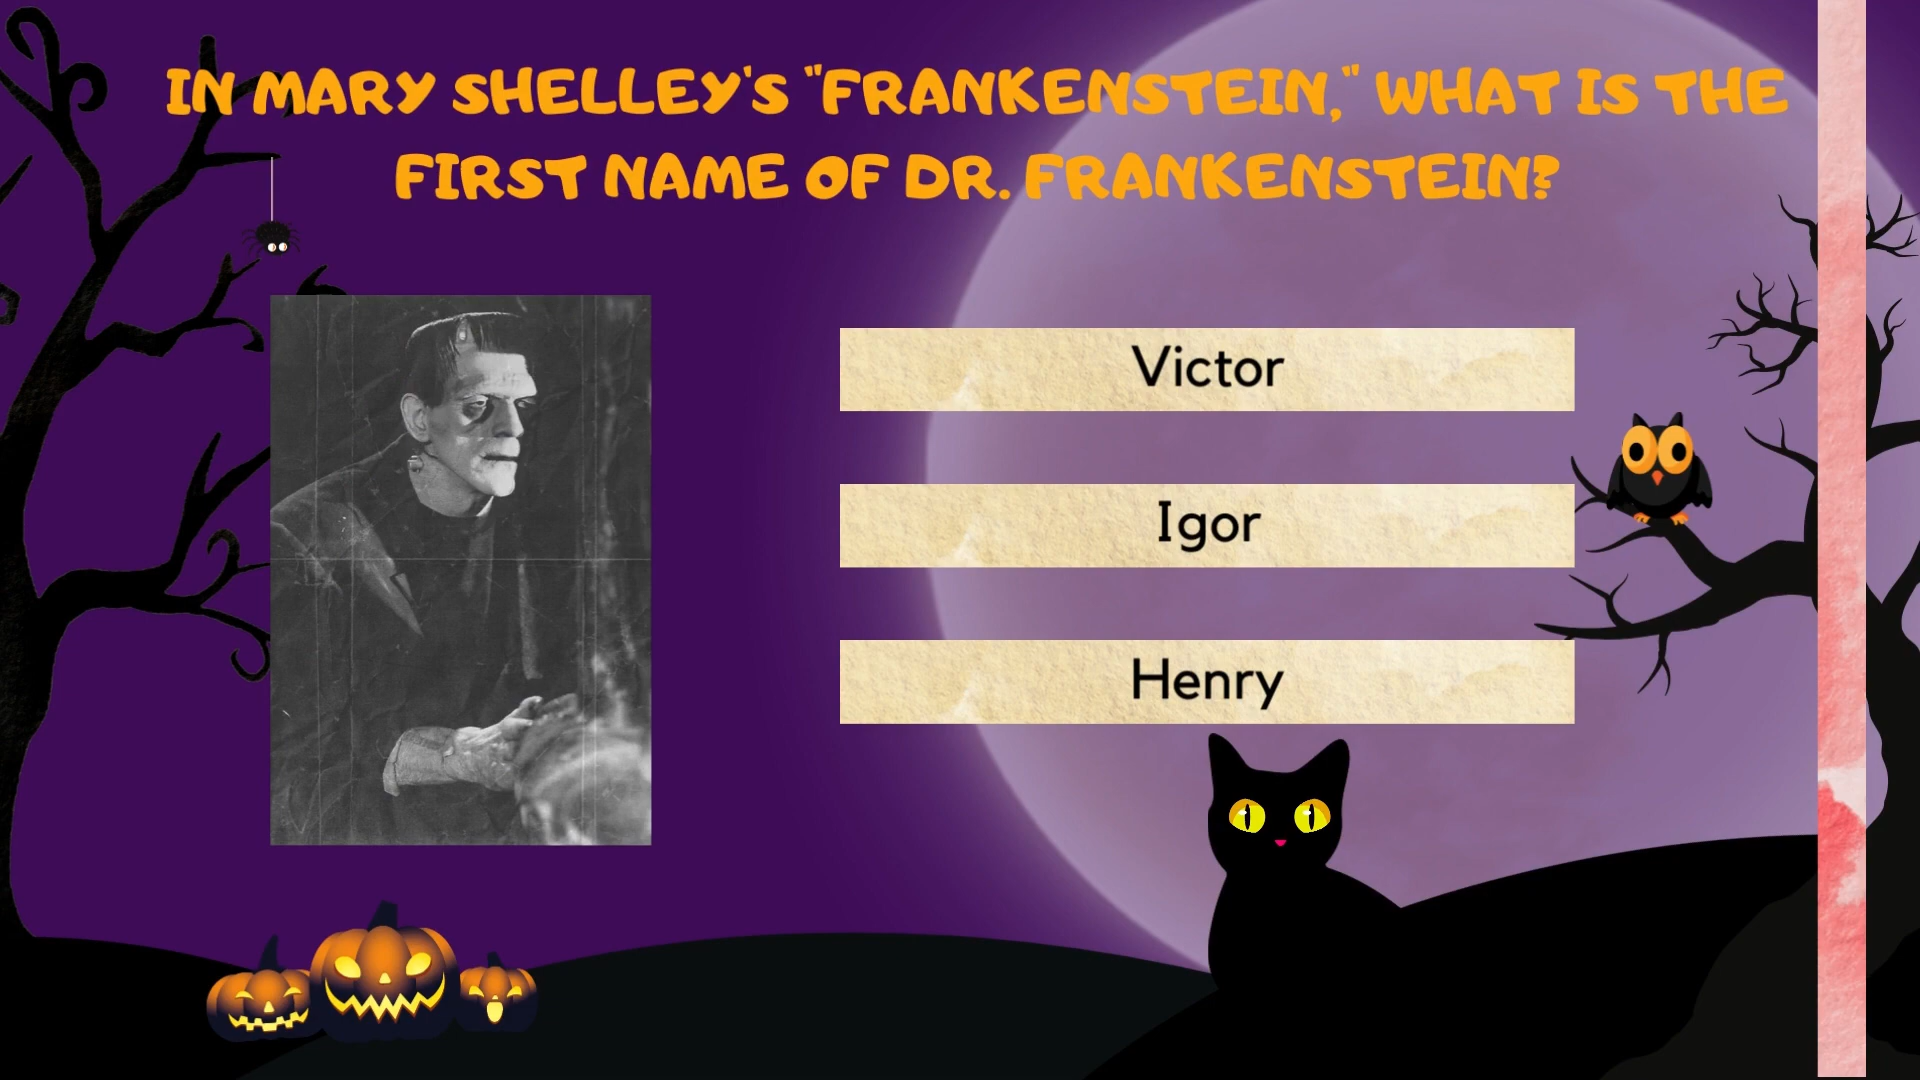 IN MARY SHELLEY'S "FRANKENSTEIN," WHAT IS THE
FIRST NAME OF DR. FRANKENSTEIN?
Victor
Igor
Henry